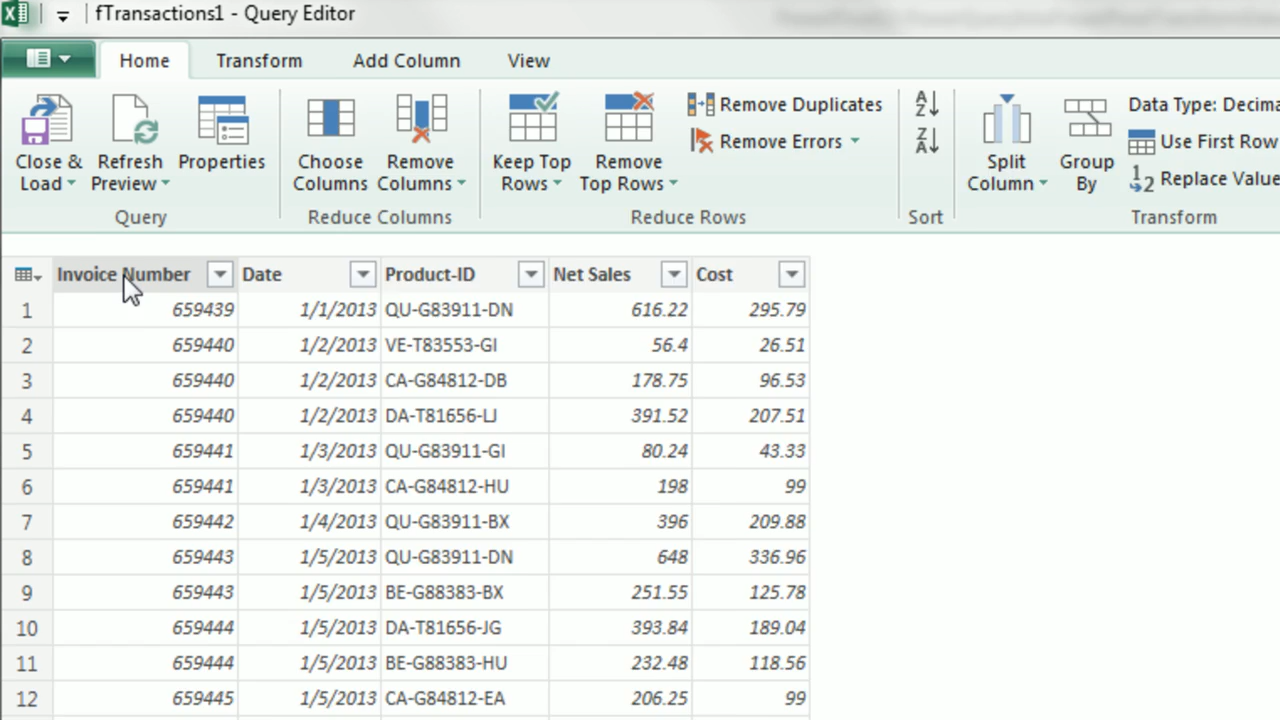 fTransactions1 - Query Editor
Home Transform Add Column View
Close & Load
Refresh Preview
Properties
Query
Choose Columns
Remove Columns
Reduce Columns
Keep Top Rows
Remove Top Rows
Remove Duplicates
Remove Errors
Reduce Rows
A Z
Z A
Sort
Split Column
Group By
Data Type: Decima
Use First Row
1 2 Replace Value
Transform
Invoice Number Date Product-ID Net Sales Cost
1 659439 1/1/2013 QU-G83911-DN 616.22 295.79
2 659440 1/2/2013 VE-T83553-GI 56.4 26.51
3 659440 1/2/2013 CA-G84812-DB 178.75 96.53
4 659440 1/2/2013 DA-T81656-LJ 391.52 207.51
5 659441 1/3/2013 QU-G83911-GI 80.24 43.33
6 659441 1/3/2013 CA-G84812-HU 198 99
7 659442 1/4/2013 QU-G83911-BX 396 209.88
8 659443 1/5/2013 QU-G83911-DN 648 336.96
9 659443 1/5/2013 BE-G88383-BX 251.55 125.78
10 659444 1/5/2013 DA-T81656-JG 393.84 189.04
11 659444 1/5/2013 BE-G88383-HU 232.48 118.56
12 659445 1/5/2013 CA-G84812-EA 206.25 99